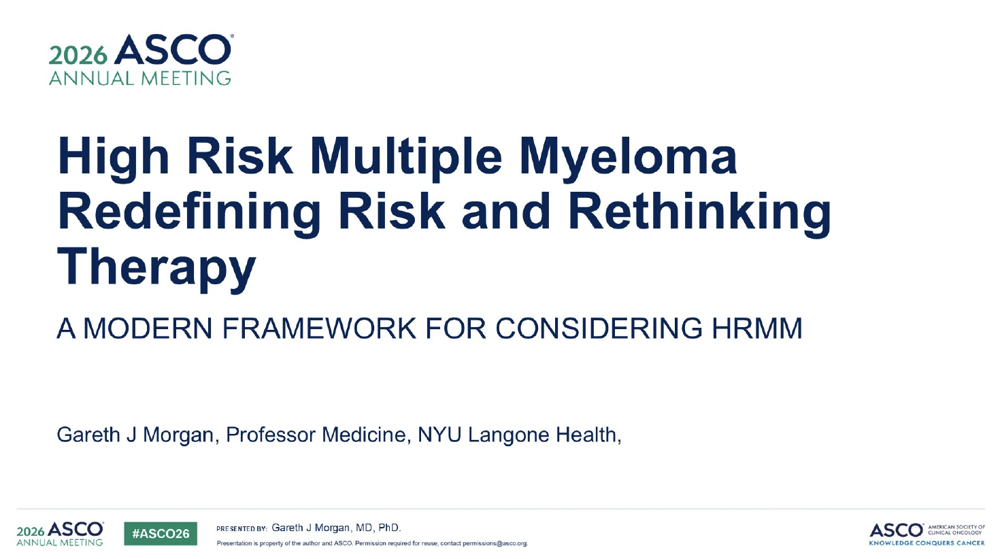 2026 ASCO®
ANNUAL MEETING
High Risk Multiple Myeloma
Redefining Risk and Rethinking
Therapy
A MODERN FRAMEWORK FOR CONSIDERING HRMM
Gareth J Morgan, Professor Medicine, NYU Langone Health,
2026 ASCO®
ANNUAL MEETING
#ASCO26
PRESENTED BY: Gareth J Morgan, MD, PhD.
Presentation is property of the author and ASCO. Permission required for reuse; contact permissions@asco.org.
ASCO® AMERICAN SOCIETY OF
CLINICAL ONCOLOGY
KNOWLEDGE CONQUERS CANCER